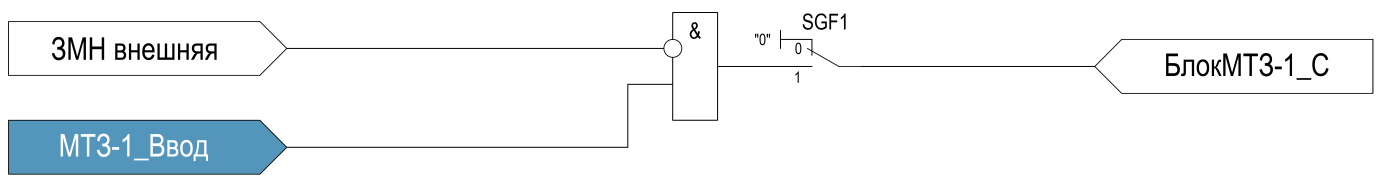 ЗМН внешняя
&
SGF1
"0"
0
1
БлокМТЗ-1_С
МТЗ-1_Ввод